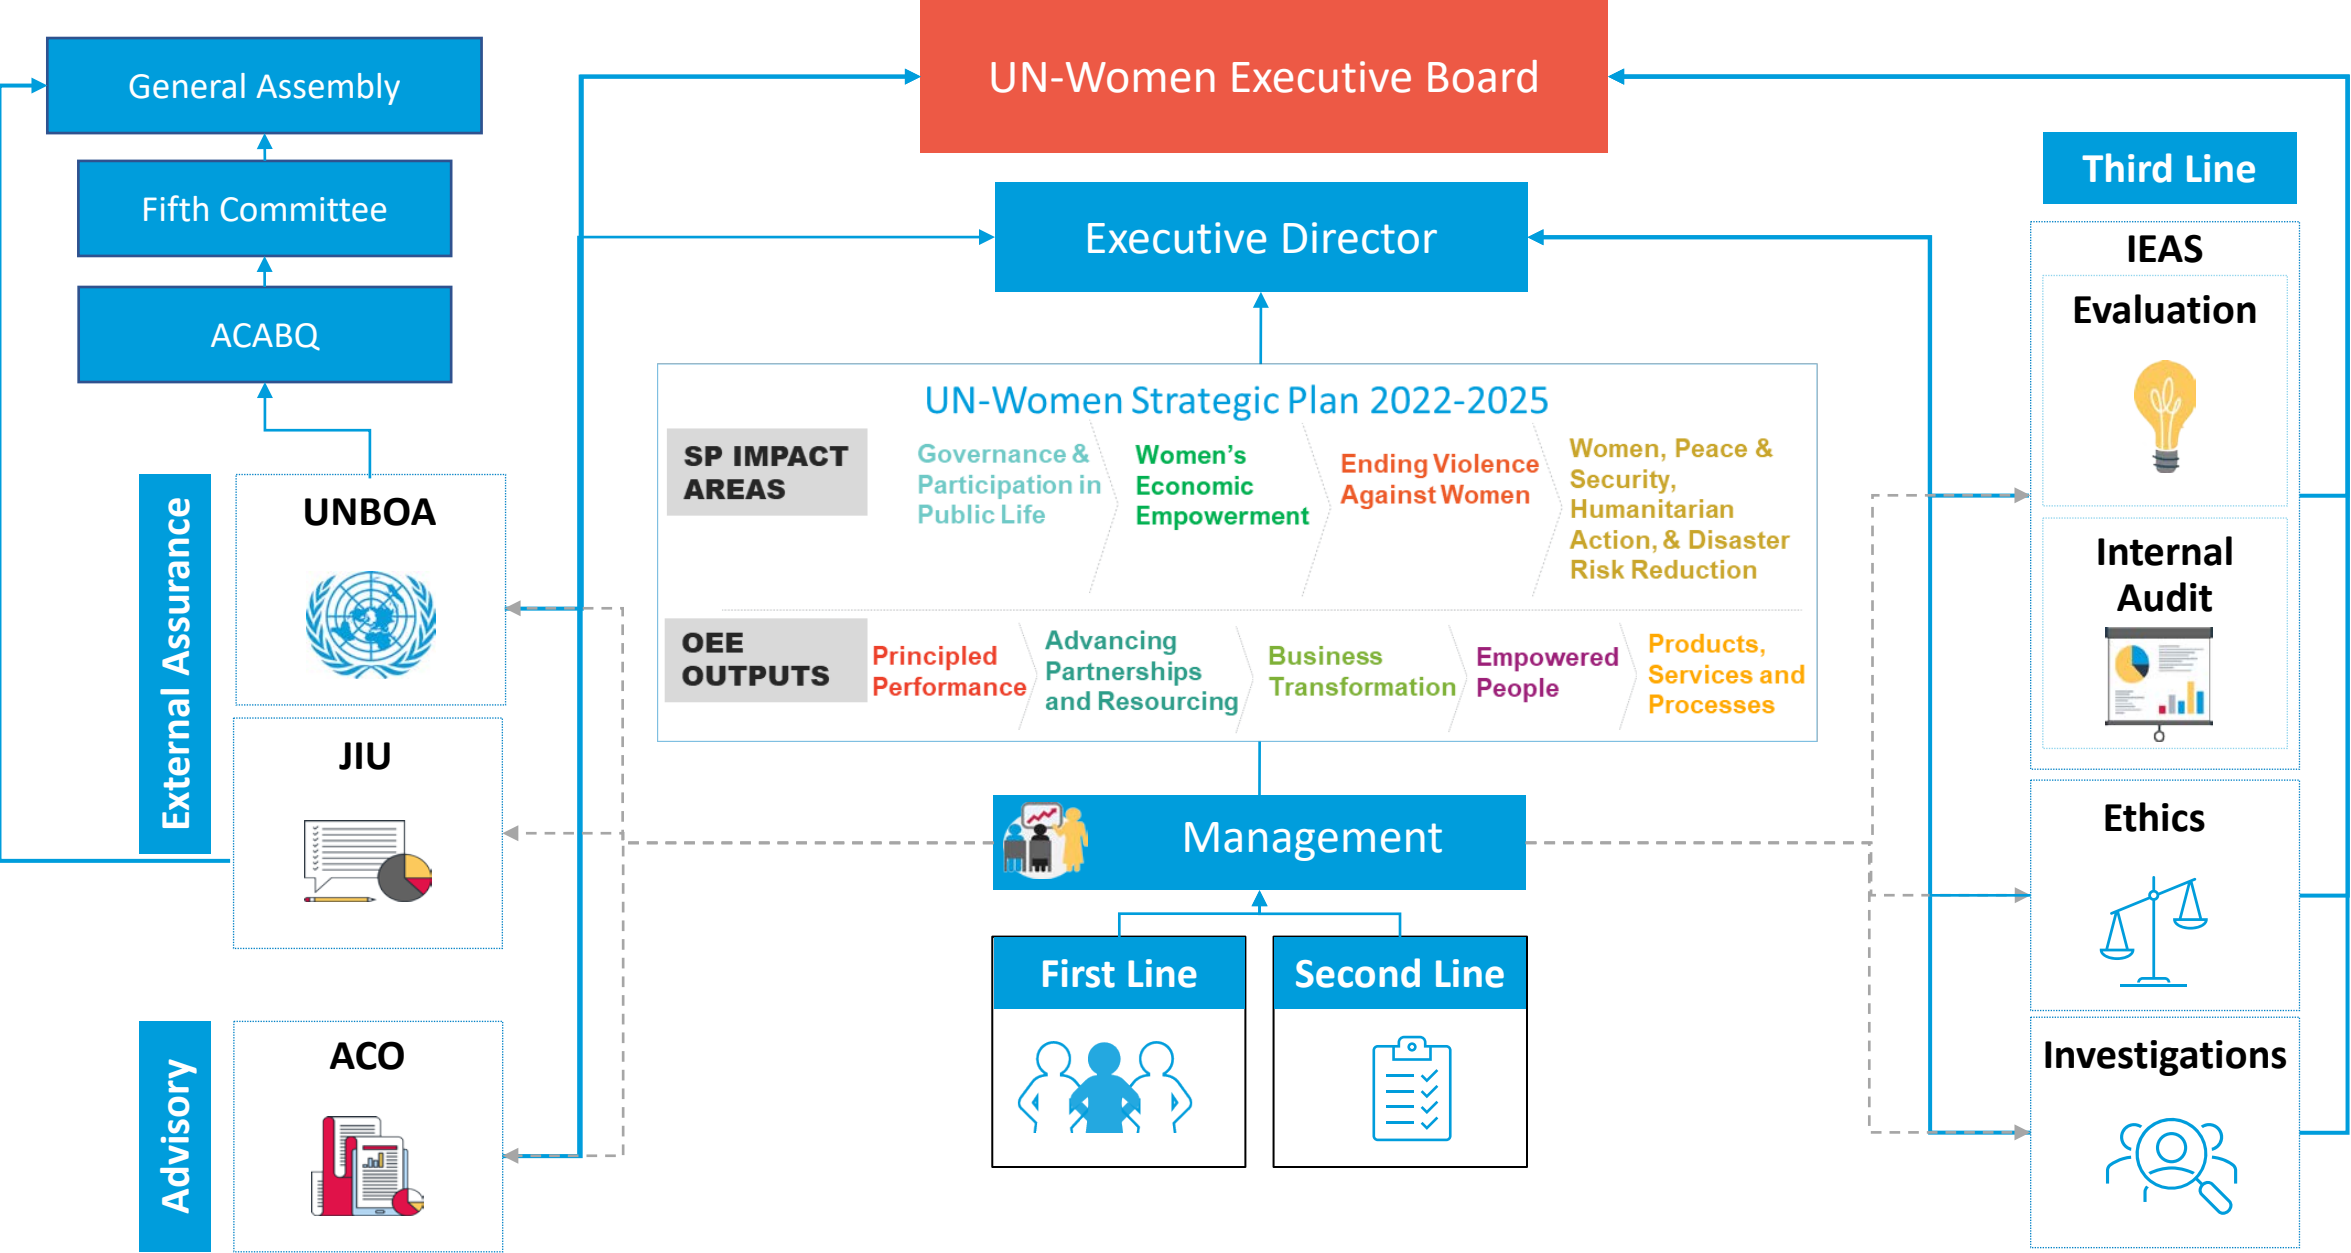 UN-Women Executive Board
General Assembly
Fifth Committee
ACABQ
Executive Director
Third Line
IEAS
Evaluation
Internal
Audit
Ethics
Investigations
External Assurance
UNBOA
JIU
Advisory
ACO
UN-Women Strategic Plan 2022-2025
SP IMPACT
AREAS
Governance &
Participation in
Public Life
Women’s
Economic
Empowerment
Ending Violence
Against Women
Women, Peace &
Security,
Humanitarian
Action, & Disaster
Risk Reduction
OEE
OUTPUTS
Principled
Performance
Advancing
Partnerships
and Resourcing
Business
Transformation
Empowered
People
Products,
Services and
Processes
Management
First Line
Second Line